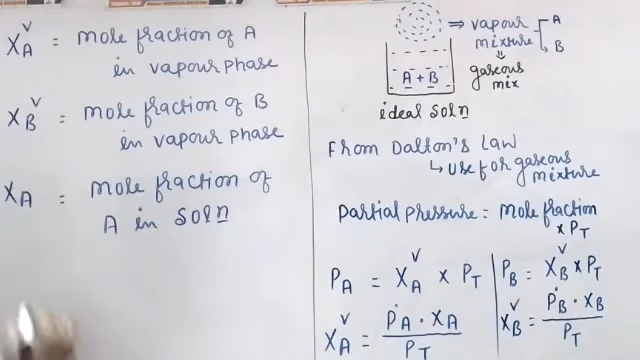 X_A^V = mole fraction of A
in vapour phase
X_B^V = mole fraction of B
in vapour phase
X_A = mole fraction of
A in solⁿ
⇒ vapour A
mixture B
⇓
gaseous
mix
A + B
ideal solⁿ
From Dalton's Law
↳ Use for gaseous
mixture
Partial pressure = Mole fraction
× P_T
P_A = X_A^V × P_T
P_B = X_B^V × P_T
X_A^V = P°_A · X_A / P_T
X_B^V = P°_B · X_B / P_T